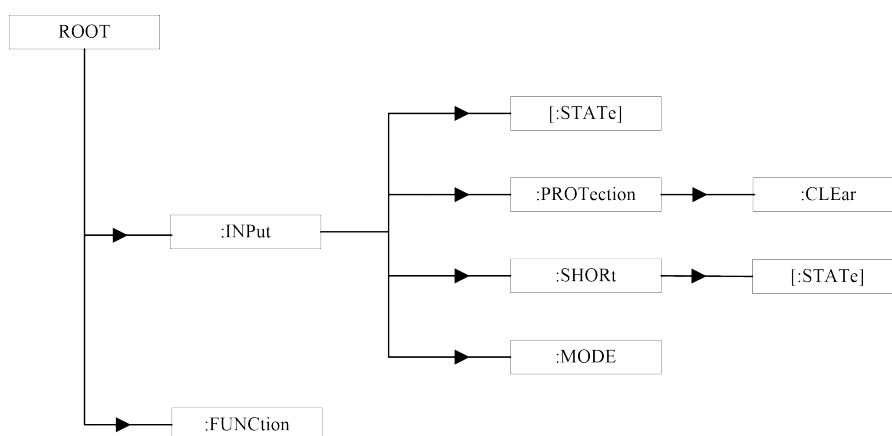 ROOT
[:STATe]
:PROTection
:CLEar
:INPut
:SHORt
[:STATe]
:MODE
:FUNCtion